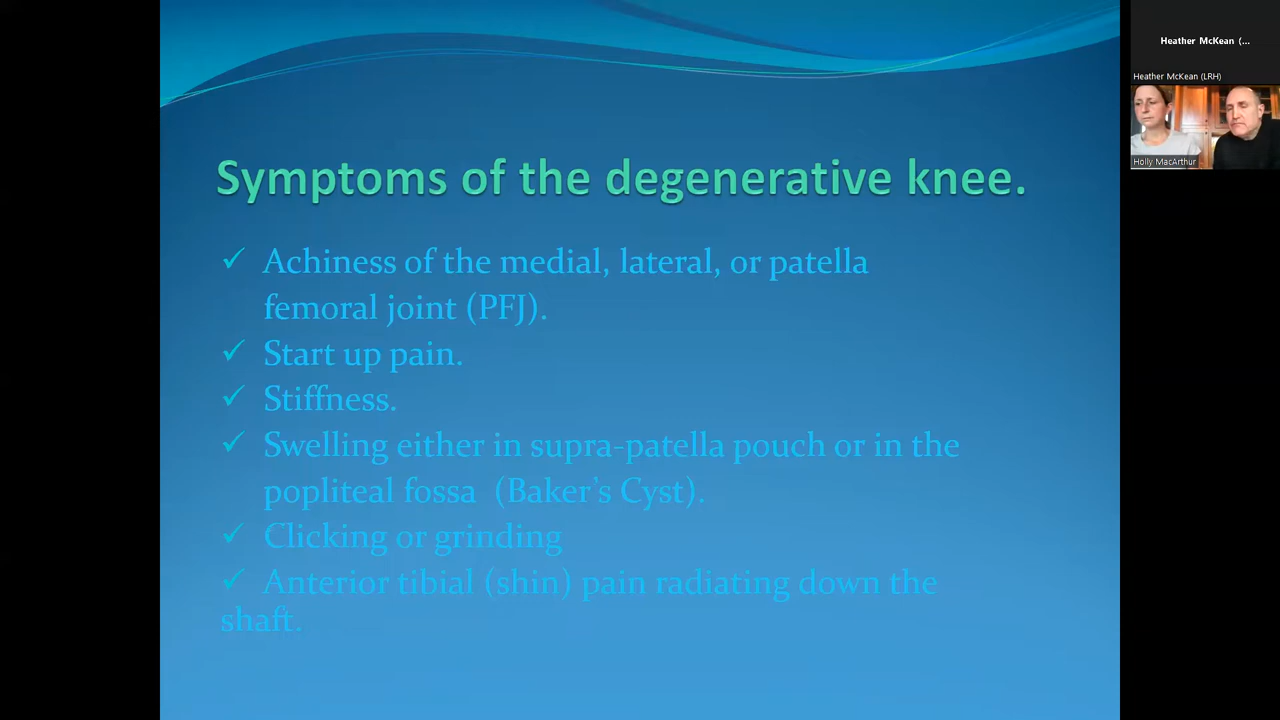 Symptoms of the degenerative knee.
✓ Achiness of the medial, lateral, or patella
femoral joint (PFJ).
✓ Start up pain.
✓ Stiffness.
✓ Swelling either in supra-patella pouch or in the
popliteal fossa (Baker's Cyst).
✓ Clicking or grinding
✓ Anterior tibial (shin) pain radiating down the
shaft.
Heather McKean (...
Heather McKean (LRH)
Holly MacArthur